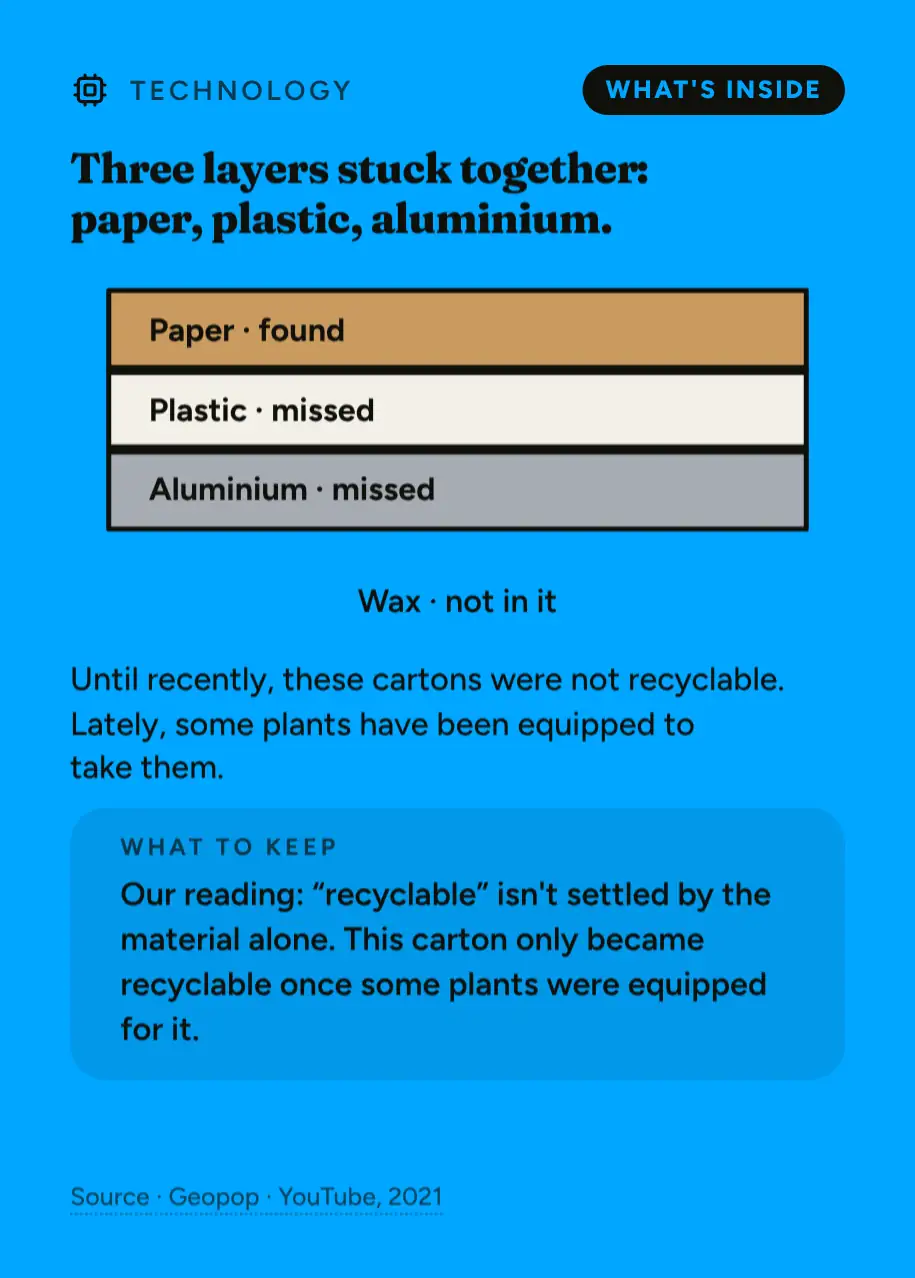 TECHNOLOGY
WHAT'S INSIDE
Three layers stuck together:
paper, plastic, aluminium.
Paper · found
Plastic · missed
Aluminium · missed
Wax · not in it
Until recently, these cartons were not recyclable.
Lately, some plants have been equipped to
take them.
WHAT TO KEEP
Our reading: “recyclable” isn't settled by the
material alone. This carton only became
recyclable once some plants were equipped
for it.
Source · Geopop · YouTube, 2021